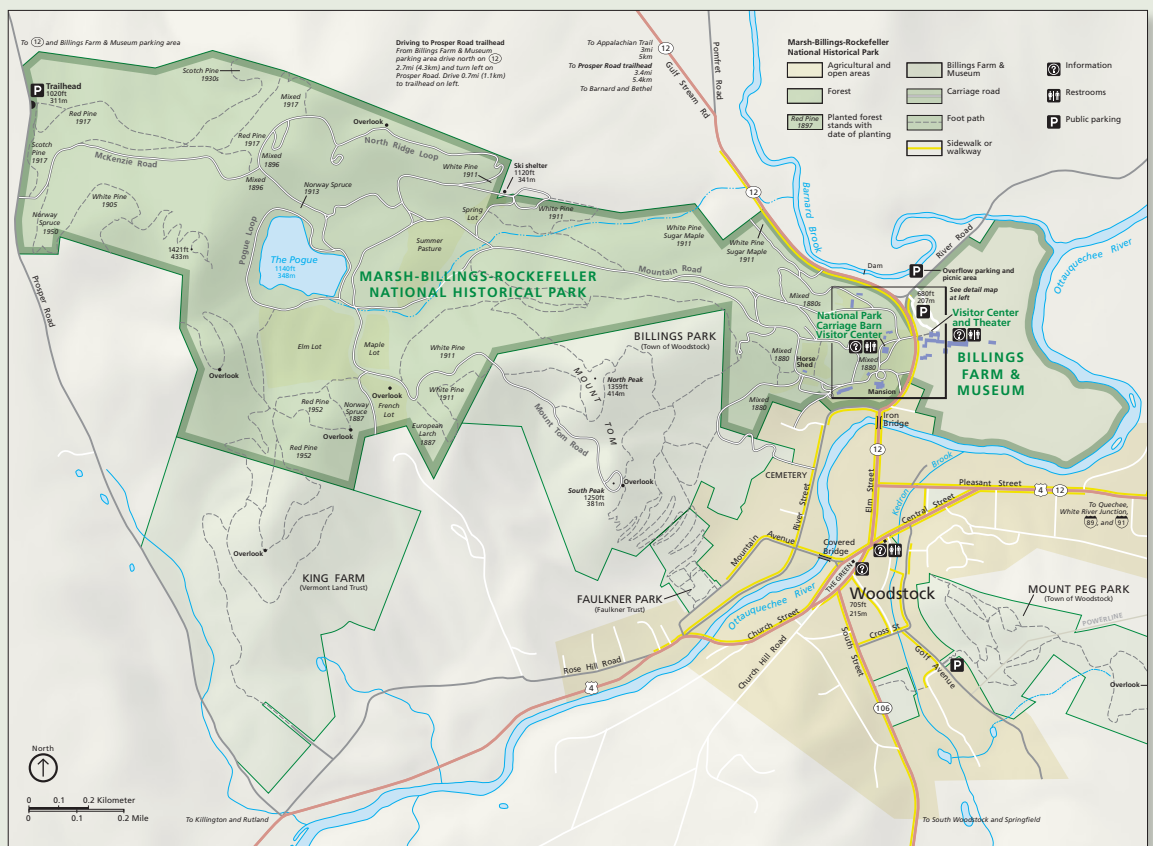 To 12 and Billings Farm & Museum parking area
Driving to Prosper Road trailhead
From Billings Farm & Museum
parking area drive north on 12
2.7mi (4.3km) and turn left on
Prosper Road. Drive 0.7mi (1.1km)
to trailhead on left.
To Appalachian Trail
3mi
5km
To Prosper Road trailhead
3.4mi
5.4km
To Barnard and Bethel
12
Gulf Stream Rd
Pomfret Road
Marsh-Billings-Rockefeller
National Historical Park
Agricultural and
open areas
Forest
Red Pine
1897
Planted forest
stands with
date of planting
Billings Farm &
Museum
Carriage road
Foot path
Sidewalk or
walkway
Information
Restrooms
P
Public parking
P
Trailhead
1020ft
311m
Scotch Pine
1930s
Mixed
1917
Red Pine
1917
Overlook
Red Pine
1917
Scotch
Pine
1917
McKenzie Road
Mixed
1896
Mixed
1896
North Ridge Loop
White Pine
1911
Ski shelter
1120ft
341m
Norway Spruce
1913
White Pine
1905
Norway
Spruce
1950
1421ft
433m
Pogue Loop
Spring
Lot
White Pine
1911
Summer
Pasture
White Pine
Sugar Maple
1911
White Pine
Sugar Maple
1911
12
Barnard Brook
Dam
River Road
Ottauquechee River
The Pogue
1140ft
348m
MARSH-BILLINGS-ROCKEFELLER
NATIONAL HISTORICAL PARK
Mountain Road
P
Overflow parking and
picnic area
See detail map
at left
680ft
207m
P
Mixed
1880s
National Park
Carriage Barn
Visitor Center
Visitor Center
and Theater
BILLINGS
FARM &
MUSEUM
Prosper Road
Elm Lot
Maple
Lot
White Pine
1911
BILLINGS PARK
(Town of Woodstock)
Mixed
1880
Horse
Shed
Mixed
1880
Mansion
Mixed
1880
Overlook
Overlook
French
Lot
White Pine
1911
MOUNT TOM
North Peak
1359ft
414m
Red Pine
1952
Norway
Spruce
1887
Overlook
European
Larch
1887
Red Pine
1952
Mount Tom Road
South Peak
1250ft
381m
Overlook
Iron
Bridge
12
CEMETERY
Elm Street
Kedron
Brook
Pleasant Street
4
12
To Quechee,
White River Junction,
89, and 91
River Street
Central Street
Mountain
Avenue
Covered
Bridge
THE GREEN
Overlook
KING FARM
(Vermont Land Trust)
FAULKNER PARK
(Faulkner Trust)
Ottauquechee River
Woodstock
705ft
215m
MOUNT PEG PARK
(Town of Woodstock)
POWERLINE
Church Street
Cross St
South Street
Golf Avenue
P
Overlook
Rose Hill Road
Church Hill Road
4
106
North
0 0.1 0.2 Kilometer
0 0.1 0.2 Mile
To Killington and Rutland
To South Woodstock and Springfield